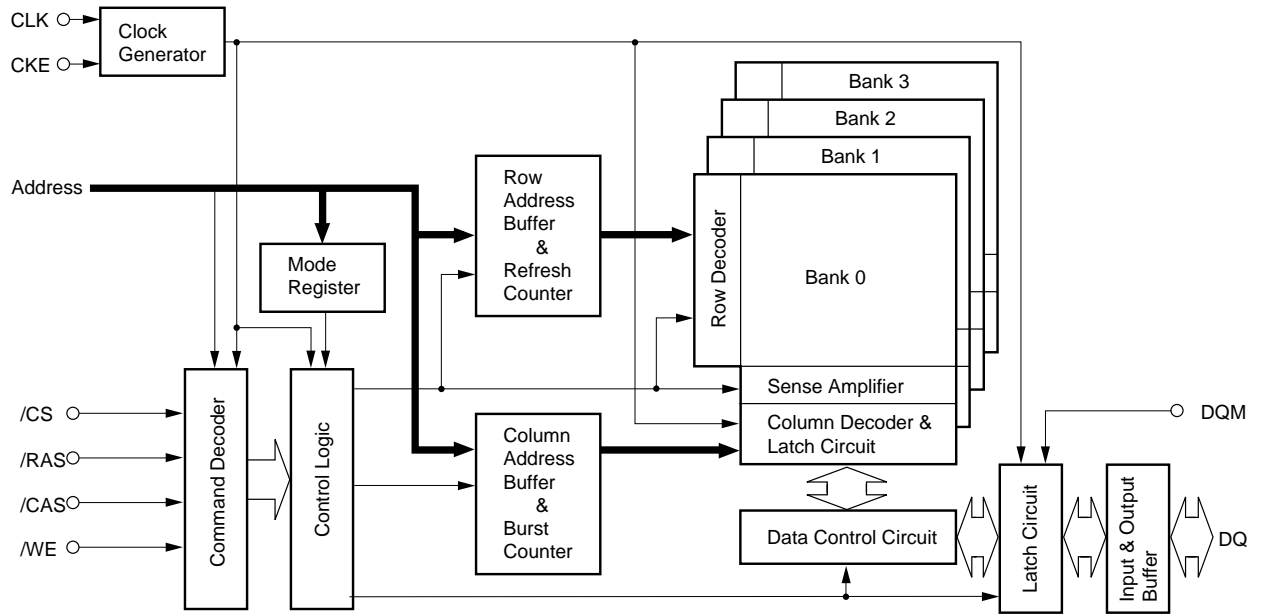 CLK
CKE
Clock
Generator
Bank 3
Bank 2
Bank 1
Bank 0
Address
Row
Address
Buffer
&
Refresh
Counter
Row Decoder
Mode
Register
Sense Amplifier
Column Decoder &
Latch Circuit
/CS
/RAS
/CAS
/WE
Command Decoder
Control Logic
Column
Address
Buffer
&
Burst
Counter
Data Control Circuit
DQM
Latch Circuit
Input & Output
Buffer
DQ